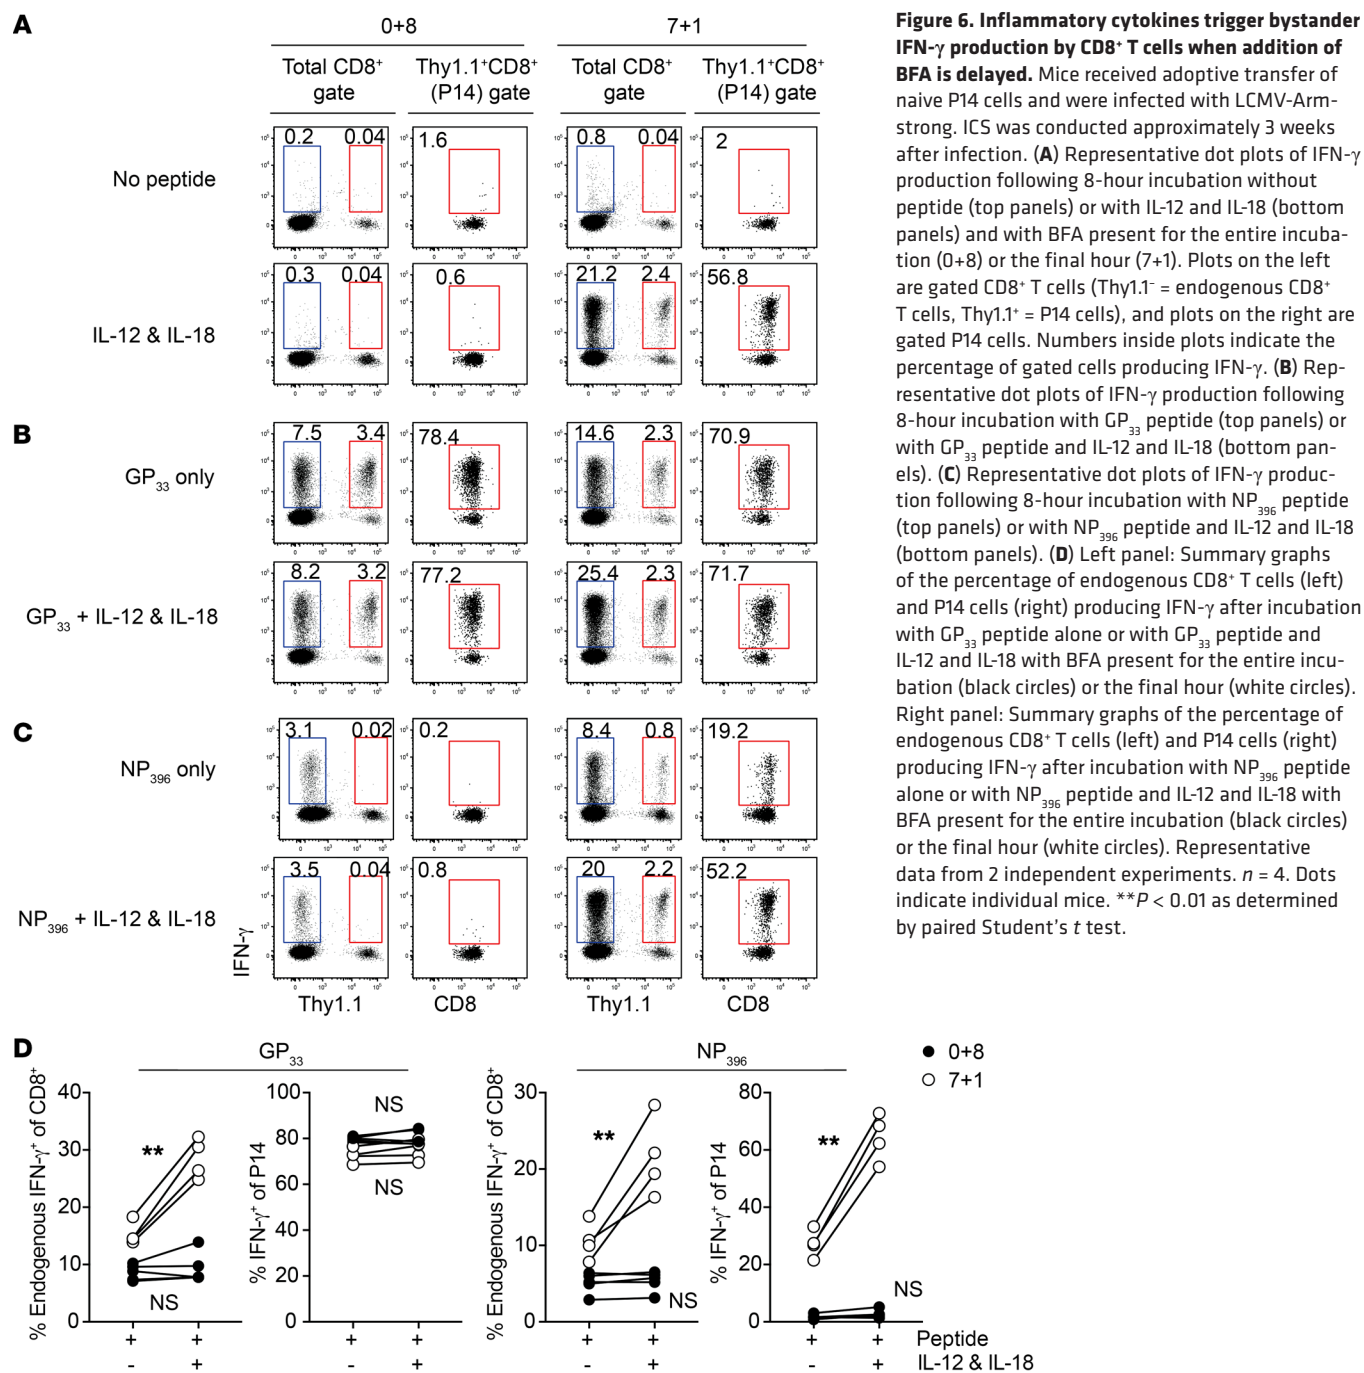 A
0+8
7+1
Total CD8⁺ gate
Thy1.1⁺CD8⁺ (P14) gate
Total CD8⁺ gate
Thy1.1⁺CD8⁺ (P14) gate
No peptide
0.2 0.04 1.6 0.8 0.04 2
IL-12 & IL-18
0.3 0.04 0.6 21.2 2.4 56.8
B
GP₃₃ only
7.5 3.4 78.4 14.6 2.3 70.9
GP₃₃ + IL-12 & IL-18
8.2 3.2 77.2 25.4 2.3 71.7
C
NP₃₉₆ only
3.1 0.02 0.2 8.4 0.8 19.2
NP₃₉₆ + IL-12 & IL-18
3.5 0.04 0.8 20 2.2 52.2
IFN-γ
Thy1.1 CD8 Thy1.1 CD8
Figure 6. Inflammatory cytokines trigger bystander
IFN-γ production by CD8⁺ T cells when addition of
BFA is delayed. Mice received adoptive transfer of
naive P14 cells and were infected with LCMV-Arm-
strong. ICS was conducted approximately 3 weeks
after infection. (A) Representative dot plots of IFN-γ
production following 8-hour incubation without
peptide (top panels) or with IL-12 and IL-18 (bottom
panels) and with BFA present for the entire incuba-
tion (0+8) or the final hour (7+1). Plots on the left
are gated CD8⁺ T cells (Thy1.1⁻ = endogenous CD8⁺
T cells, Thy1.1⁺ = P14 cells), and plots on the right are
gated P14 cells. Numbers inside plots indicate the
percentage of gated cells producing IFN-γ. (B) Rep-
resentative dot plots of IFN-γ production following
8-hour incubation with GP₃₃ peptide (top panels) or
with GP₃₃ peptide and IL-12 and IL-18 (bottom pan-
els). (C) Representative dot plots of IFN-γ produc-
tion following 8-hour incubation with NP₃₉₆ peptide
(top panels) or with NP₃₉₆ peptide and IL-12 and IL-18
(bottom panels). (D) Left panel: Summary graphs
of the percentage of endogenous CD8⁺ T cells (left)
and P14 cells (right) producing IFN-γ after incubation
with GP₃₃ peptide alone or with GP₃₃ peptide and
IL-12 and IL-18 with BFA present for the entire incu-
bation (black circles) or the final hour (white circles).
Right panel: Summary graphs of the percentage of
endogenous CD8⁺ T cells (left) and P14 cells (right)
producing IFN-γ after incubation with NP₃₉₆ peptide
alone or with NP₃₉₆ peptide and IL-12 and IL-18 with
BFA present for the entire incubation (black circles)
or the final hour (white circles). Representative
data from 2 independent experiments. n = 4. Dots
indicate individual mice. **P < 0.01 as determined
by paired Student's t test.
D
GP₃₃
NP₃₉₆
0+8
7+1
% Endogenous IFN-γ⁺ of CD8⁺
40
30
20
10
0
**
NS
% IFN-γ⁺ of P14
100
80
60
40
20
0
NS
NS
% Endogenous IFN-γ⁺ of CD8⁺
30
20
10
0
**
NS
% IFN-γ⁺ of P14
80
60
40
20
0
**
NS
+ + + + + + + + Peptide
- + - + - + - + IL-12 & IL-18